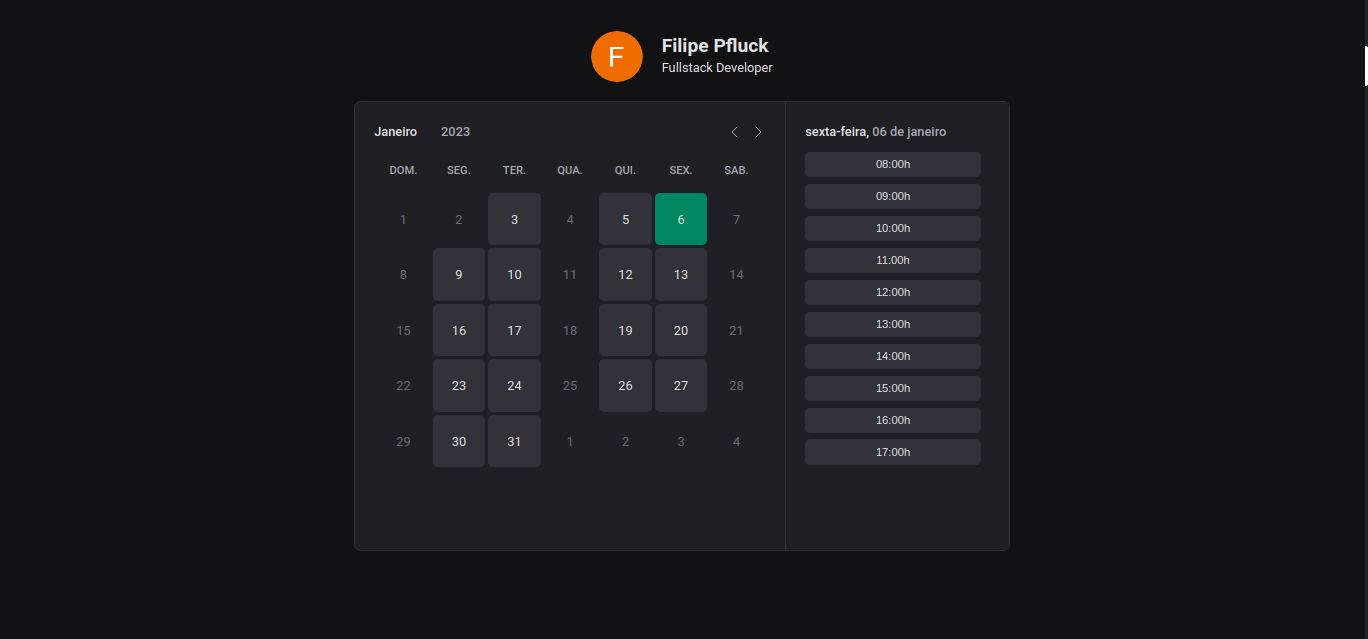 F
Filipe Pfluck
Fullstack Developer
Janeiro 2023
DOM. SEG. TER. QUA. QUI. SEX. SAB.
1 2 3 4 5 6 7
8 9 10 11 12 13 14
15 16 17 18 19 20 21
22 23 24 25 26 27 28
29 30 31 1 2 3 4
sexta-feira, 06 de janeiro
08:00h
09:00h
10:00h
11:00h
12:00h
13:00h
14:00h
15:00h
16:00h
17:00h